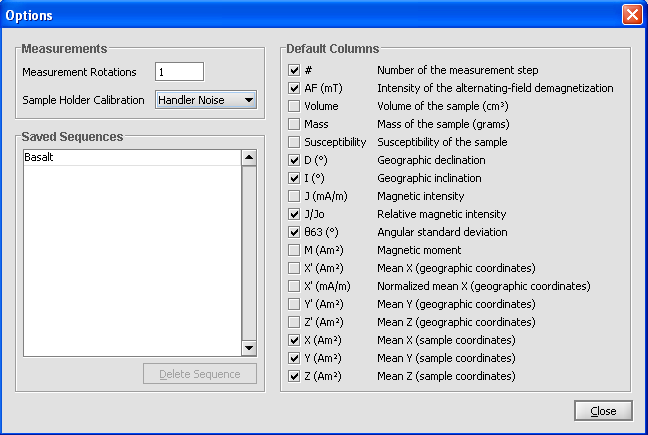 Options
Measurements
Measurement Rotations 1
Sample Holder Calibration Handler Noise
Saved Sequences
Basalt
Delete Sequence
Default Columns
# Number of the measurement step
AF (mT) Intensity of the alternating-field demagnetization
Volume Volume of the sample (cm³)
Mass Mass of the sample (grams)
Susceptibility Susceptibility of the sample
D (°) Geographic declination
I (°) Geographic inclination
J (mA/m) Magnetic intensity
J/Jo Relative magnetic intensity
θ63 (°) Angular standard deviation
M (Am²) Magnetic moment
X' (Am²) Mean X (geographic coordinates)
X' (mA/m) Normalized mean X (geographic coordinates)
Y' (Am²) Mean Y (geographic coordinates)
Z' (Am²) Mean Z (geographic coordinates)
X (Am²) Mean X (sample coordinates)
Y (Am²) Mean Y (sample coordinates)
Z (Am²) Mean Z (sample coordinates)
Close